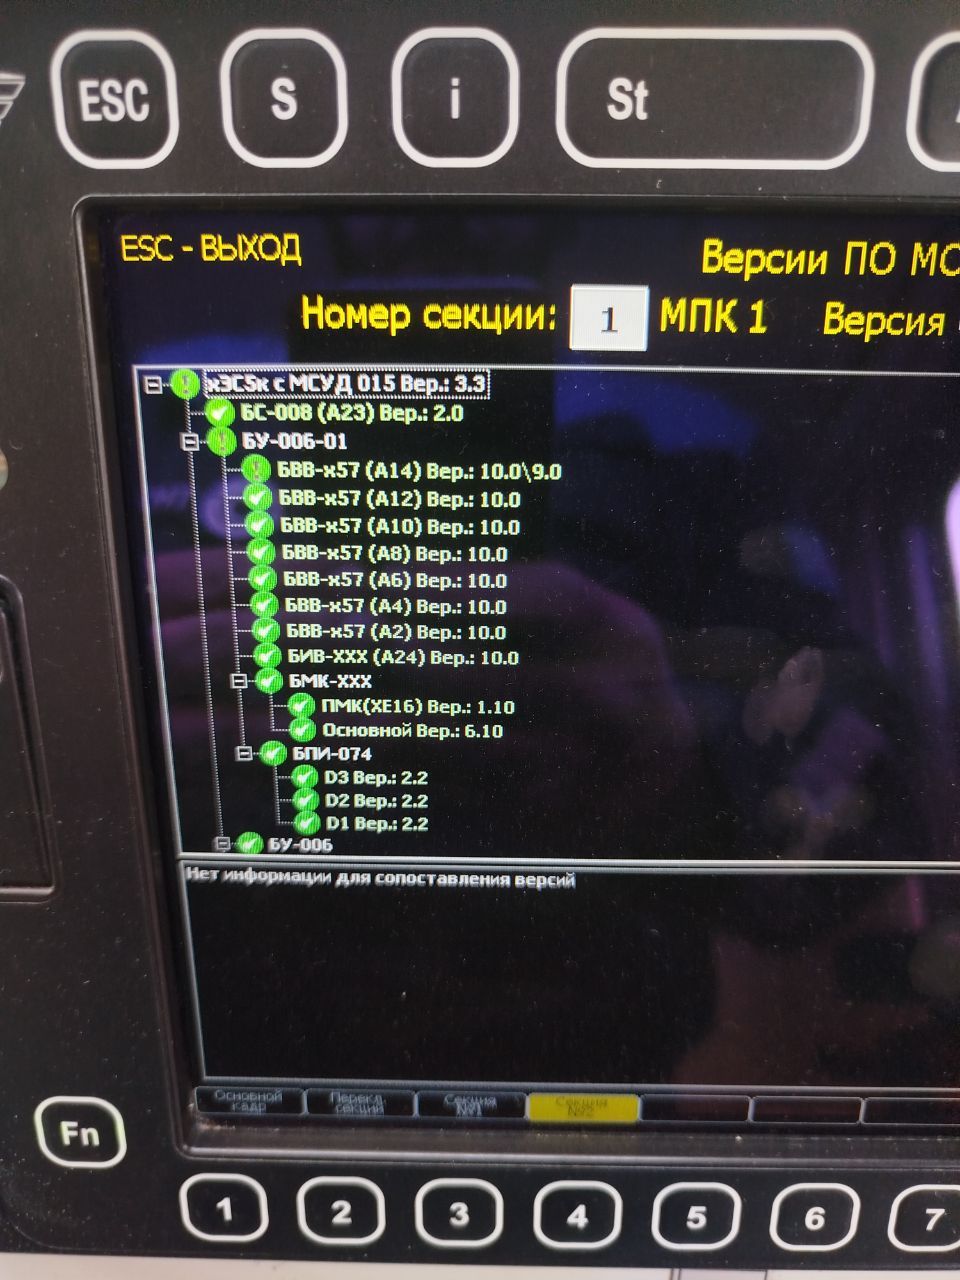 ESC
S
i
St
ESC - ВЫХОД
Версии ПО МС
Номер секции: 1 МПК 1 Версия
хЭС5к с МСУД 015 Вер.: 3.3
БС-008 (А23) Вер.: 2.0
БУ-006-01
БВВ-х57 (А14) Вер.: 10.0\9.0
БВВ-х57 (А12) Вер.: 10.0
БВВ-х57 (А10) Вер.: 10.0
БВВ-х57 (А8) Вер.: 10.0
БВВ-х57 (А6) Вер.: 10.0
БВВ-х57 (А4) Вер.: 10.0
БВВ-х57 (А2) Вер.: 10.0
БИВ-ХХХ (А24) Вер.: 10.0
БМК-ХХХ
ПМК(ХЕ16) Вер.: 1.10
Основной Вер.: 6.10
БПИ-074
D3 Вер.: 2.2
D2 Вер.: 2.2
D1 Вер.: 2.2
БУ-006
Нет информации для сопоставления версий
Основной кадр
Перекл. секций
Секция №1
Секция №2
Fn
1 2 3 4 5 6 7